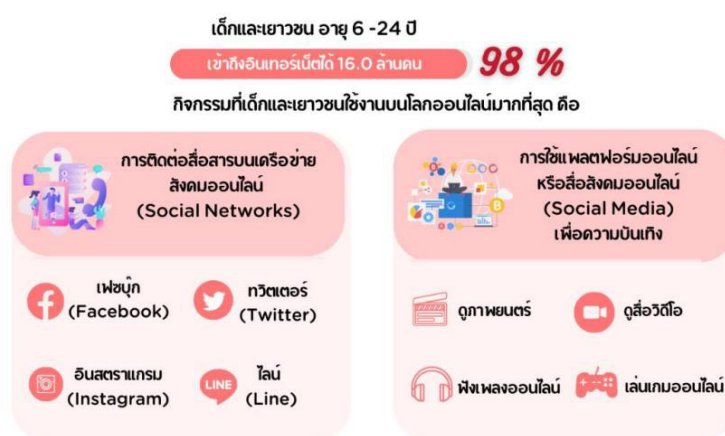 เด็กและเยาวชน อายุ 6 -24 ปี
เข้าถึงอินเทอร์เน็ตได้ 16.0 ล้านคน
98 %
กิจกรรมที่เด็กและเยาวชนใช้งานบนโลกออนไลน์มากที่สุด คือ
การติดต่อสื่อสารบนเครือข่าย
สังคมออนไลน์
(Social Networks)
เฟซบุ๊ก
(Facebook)
ทวิตเตอร์
(Twitter)
อินสตราแกรม
(Instagram)
LINE
ไลน์
(Line)
การใช้แพลตฟอร์มออนไลน์
หรือสื่อสังคมออนไลน์
(Social Media)
เพื่อความบันเทิง
ดูภาพยนตร์
ดูสื่อวิดีโอ
ฟังเพลงออนไลน์
เล่นเกมออนไลน์